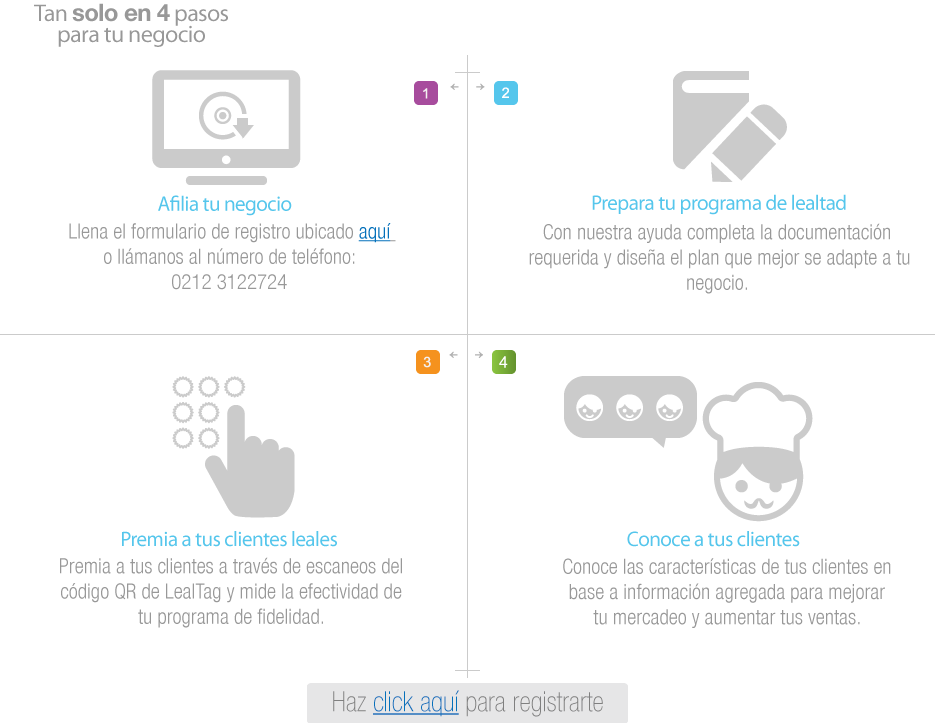 Tan solo en 4 pasos
para tu negocio
1
Afilia tu negocio
Llena el formulario de registro ubicado aquí
o llámanos al número de teléfono:
0212 3122724
2
Prepara tu programa de lealtad
Con nuestra ayuda completa la documentación
requerida y diseña el plan que mejor se adapte a tu
negocio.
3
Premia a tus clientes leales
Premia a tus clientes a través de escaneos del
código QR de LealTag y mide la efectividad de
tu programa de fidelidad.
4
Conoce a tus clientes
Conoce las características de tus clientes en
base a información agregada para mejorar
tu mercadeo y aumentar tus ventas.
Haz click aquí para registrarte